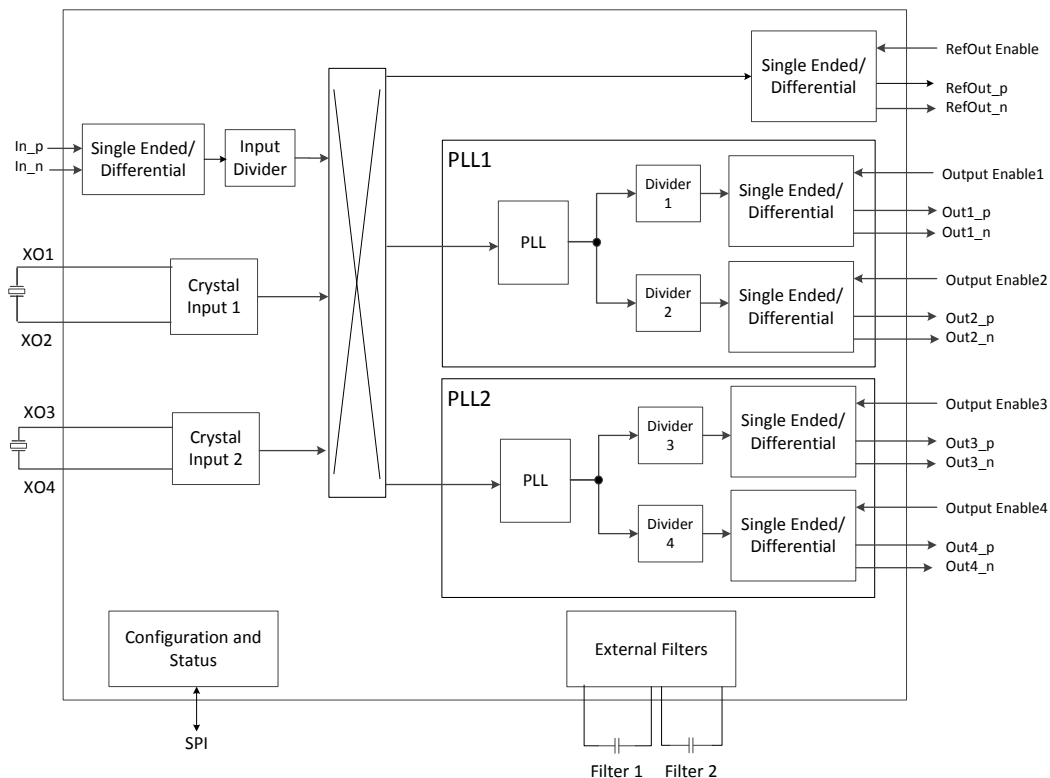 Single Ended/
Differential
RefOut Enable
RefOut_p
RefOut_n
In_p
In_n
Single Ended/
Differential
Input
Divider
PLL1
PLL
Divider
1
Single Ended/
Differential
Output Enable1
Out1_p
Out1_n
Divider
2
Single Ended/
Differential
Output Enable2
Out2_p
Out2_n
XO1
XO2
Crystal
Input 1
XO3
XO4
Crystal
Input 2
PLL2
PLL
Divider
3
Single Ended/
Differential
Output Enable3
Out3_p
Out3_n
Divider
4
Single Ended/
Differential
Output Enable4
Out4_p
Out4_n
Configuration and
Status
SPI
External Filters
Filter 1
Filter 2